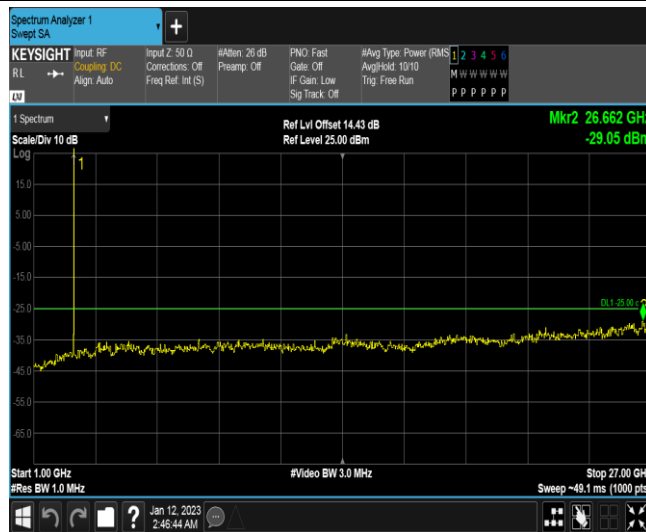 Spectrum Analyzer 1
Swept SA
+
KEYSIGHT
RL
LXI
Input: RF
Coupling: DC
Align: Auto
Input Z: 50 Ω
Corrections: Off
Freq Ref: Int (S)
#Atten: 26 dB
Preamp: Off
PNO: Fast
Gate: Off
IF Gain: Low
Sig Track: Off
#Avg Type: Power (RMS
Avg|Hold: 10/10
Trig: Free Run
1 2 3 4 5 6
M W W W W W
P P P P P P
1 Spectrum
Scale/Div 10 dB
Log
Ref Lvl Offset 14.43 dB
Ref Level 25.00 dBm
Mkr2 26.662 GHz
-29.05 dBm
1
15.0
5.00
-5.00
-15.0
-25.0
DL1 -25.00
-35.0
-45.0
-55.0
-65.0
Start 1.00 GHz
#Res BW 1.0 MHz
#Video BW 3.0 MHz
Stop 27.00 GH
Sweep ~49.1 ms (1000 pts
?
Jan 12, 2023
2:46:44 AM